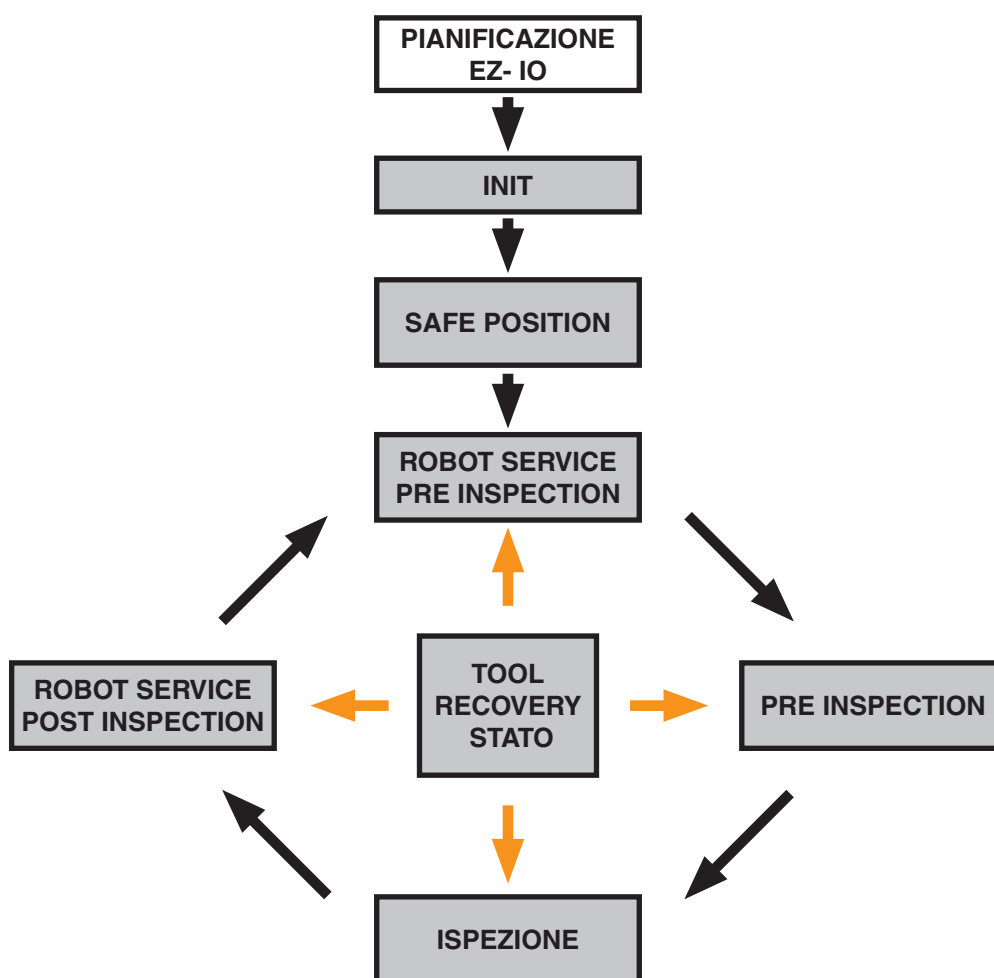 PIANIFICAZIONE
EZ- IO
INIT
SAFE POSITION
ROBOT SERVICE
PRE INSPECTION
TOOL
RECOVERY
STATO
ROBOT SERVICE
POST INSPECTION
PRE INSPECTION
ISPEZIONE